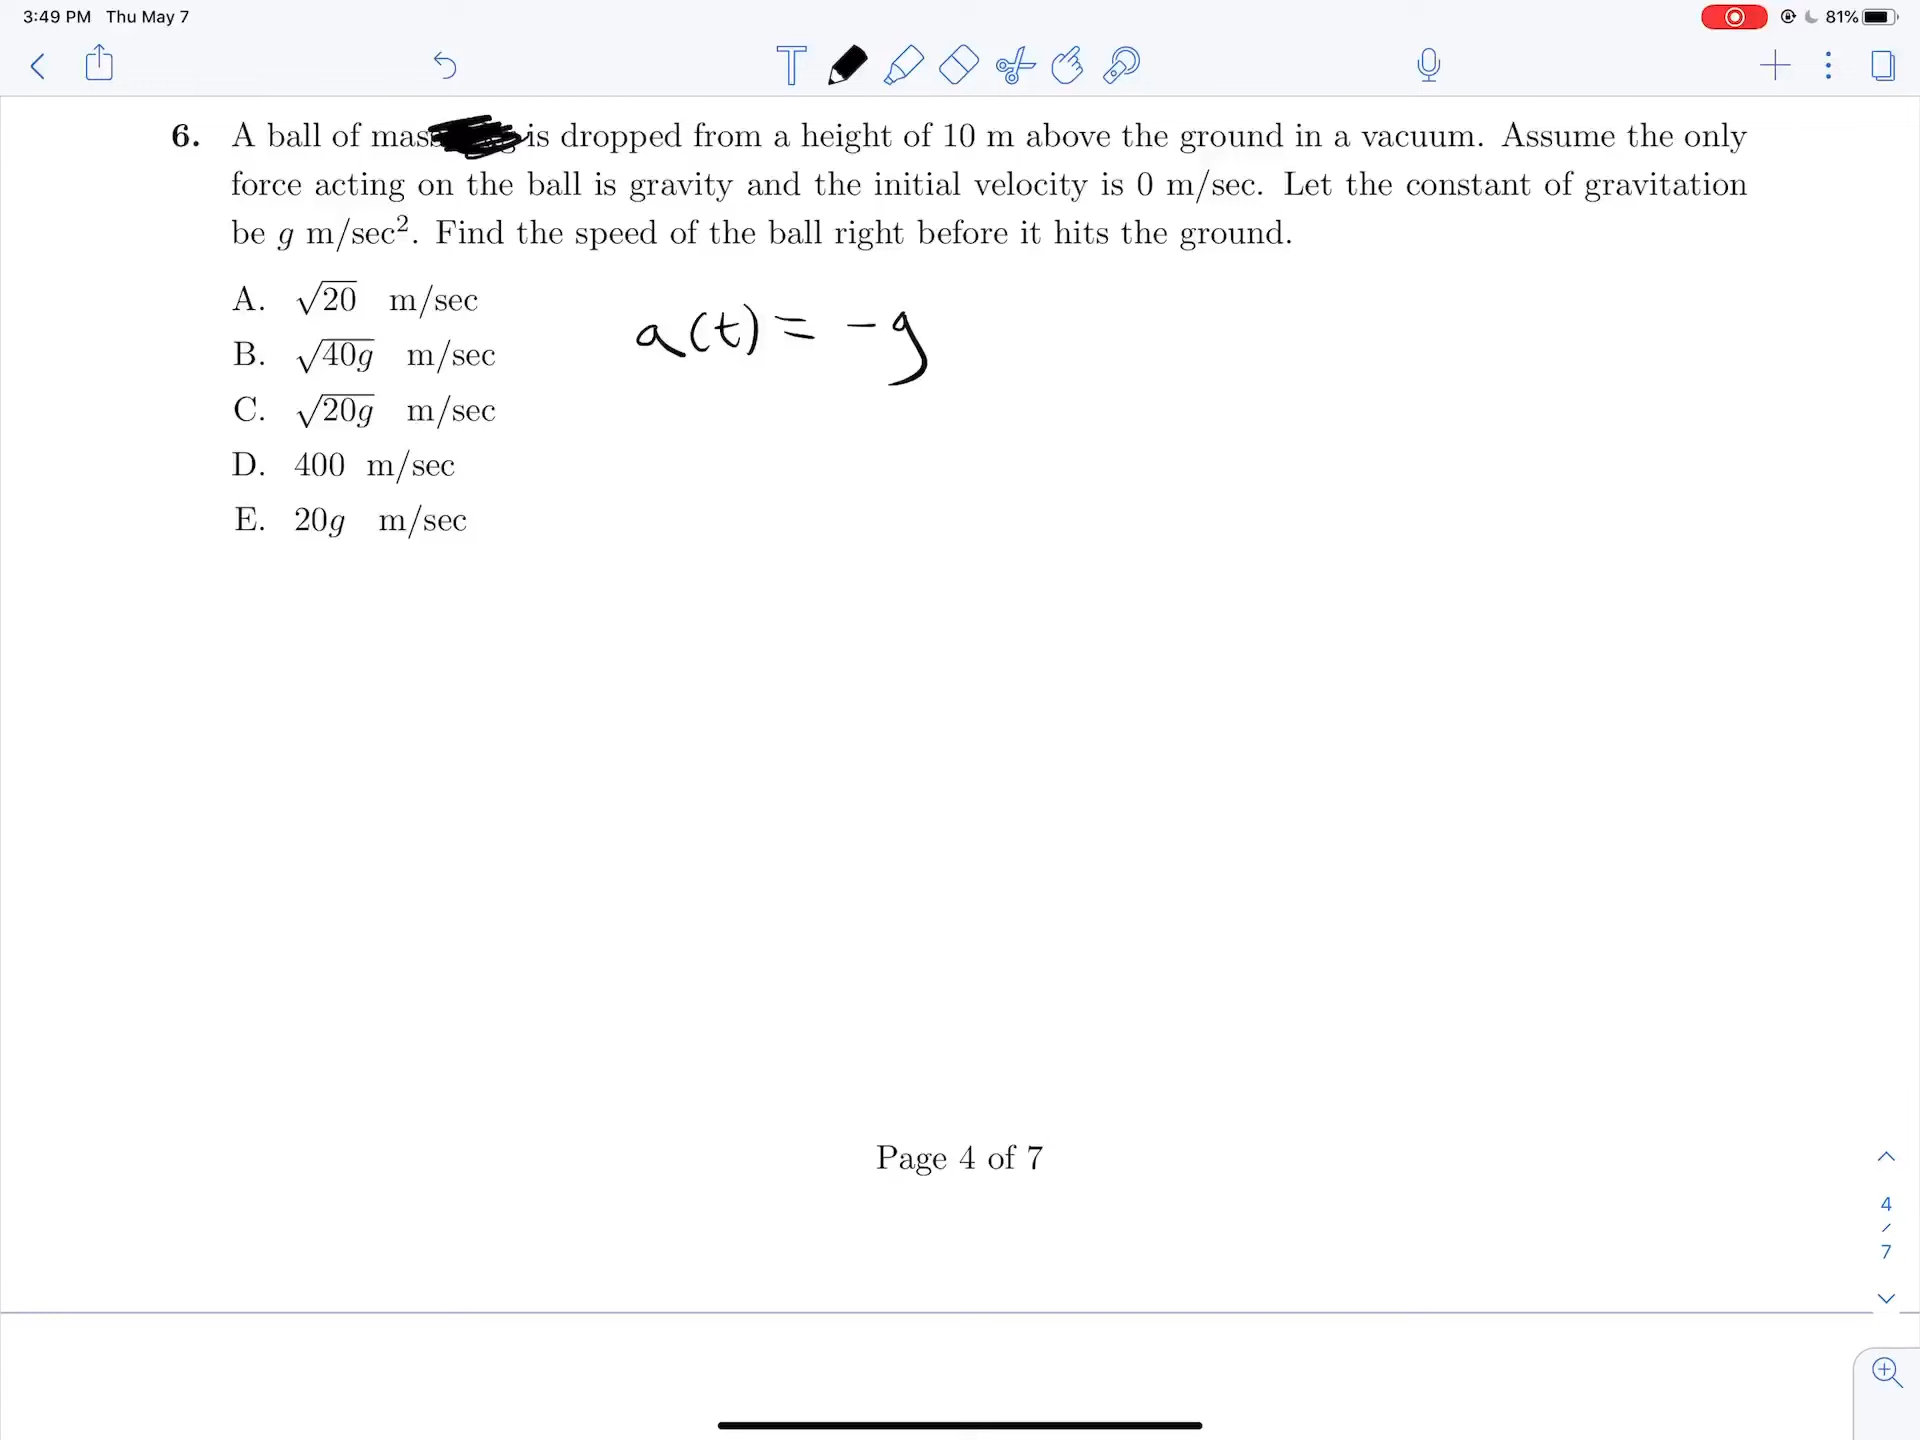 3:49 PM Thu May 7
81%
6. A ball of mass is dropped from a height of 10 m above the ground in a vacuum. Assume the only
force acting on the ball is gravity and the initial velocity is 0 m/sec. Let the constant of gravitation
be g m/sec². Find the speed of the ball right before it hits the ground.
A. √20 m/sec
B. √40g m/sec
C. √20g m/sec
D. 400 m/sec
E. 20g m/sec
a(t) = -g
Page 4 of 7
4
/
7